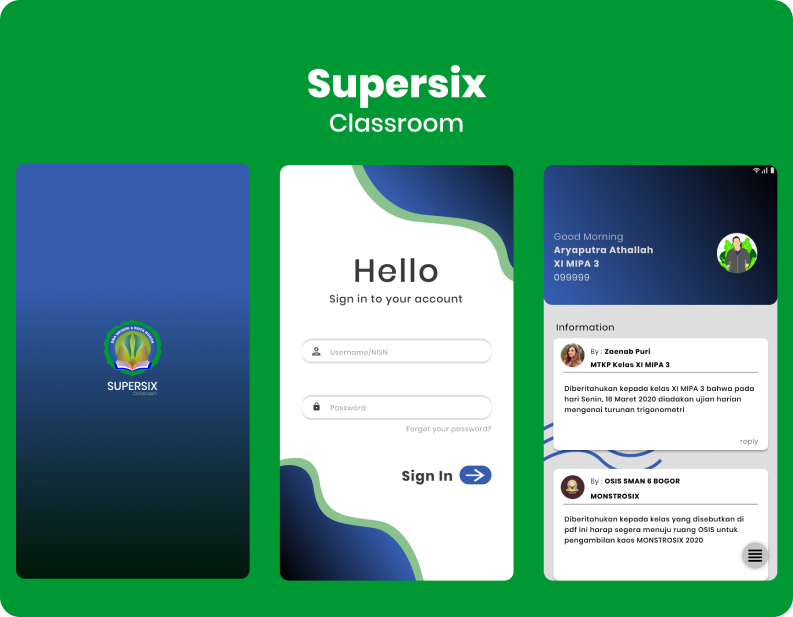 Supersix
Classroom
SUPERSIX
Classroom
Hello
Sign in to your account
Username/NISN
Password
Forget your password?
Sign In
Good Morning
Aryaputra Athallah
XI MIPA 3
099999
Information
By : Zaenab Puri
MTKP Kelas XI MIPA 3
Diberitahukan kepada kelas XI MIPA 3 bahwa pada
hari Senin, 16 Maret 2020 diadakan ujian harian
mengenai turunan trigonometri
reply
By : OSIS SMAN 6 BOGOR
MONSTROSIX
Diberitahukan kepada kelas yang disebutkan di
pdf ini harap segera menuju ruang OSIS untuk
pengambilan kaos MONSTROSIX 2020